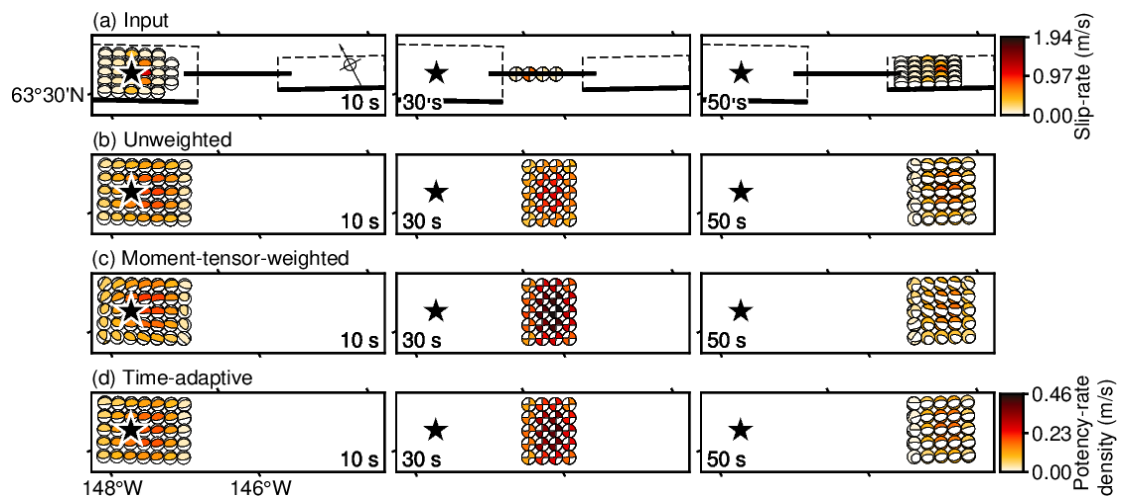 (a) Input
63°30'N
10 s
30 s
50 s
1.94
0.97
0.00
Slip-rate (m/s)
(b) Unweighted
10 s
30 s
50 s
(c) Moment-tensor-weighted
10 s
30 s
50 s
(d) Time-adaptive
10 s
30 s
50 s
0.46
0.23
0.00
Potency-rate
density (m/s)
148°W
146°W